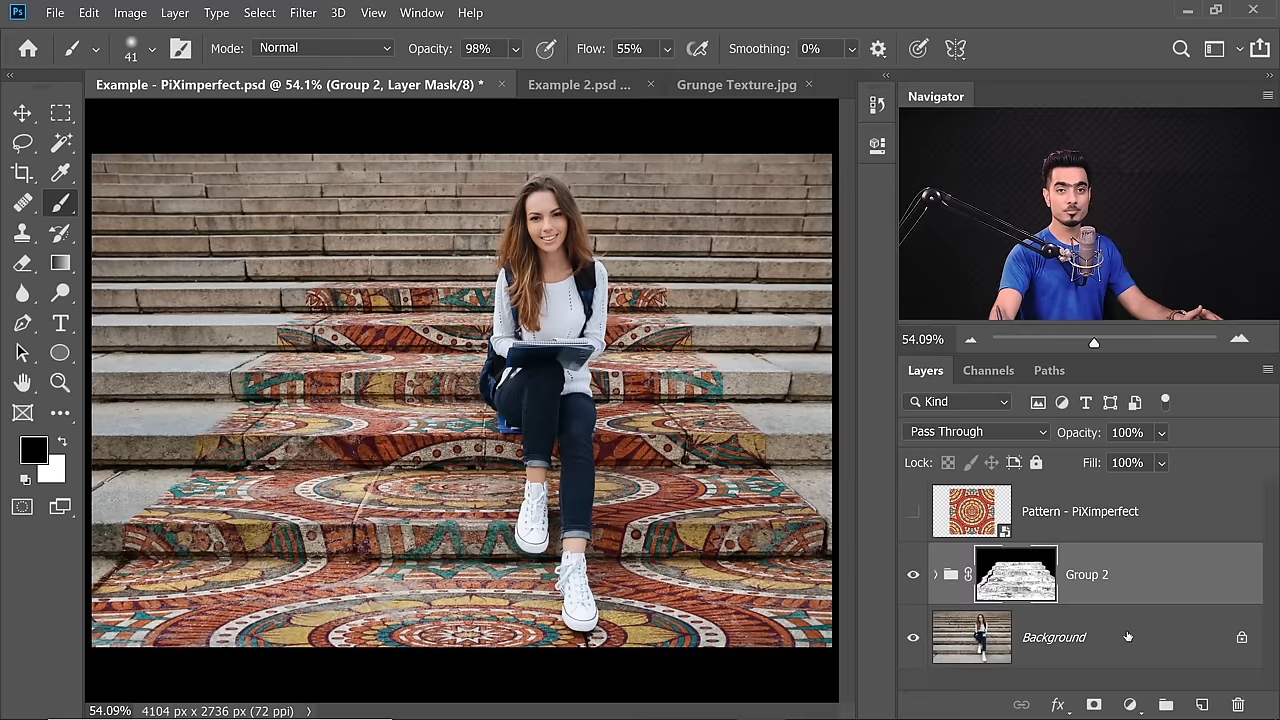 Ps File Edit Image Layer Type Select Filter 3D View Window Help
41 Mode: Normal Opacity: 98% Flow: 55% Smoothing: 0%
Example - PiXimperfect.psd @ 54.1% (Group 2, Layer Mask/8) * Example 2.psd ... Grunge Texture.jpg
Navigator
54.09%
Layers Channels Paths
Kind
Pass Through Opacity: 100%
Lock: Fill: 100%
Pattern - PiXimperfect
Group 2
Background
fx
54.09% 4104 px x 2736 px (72 ppi)